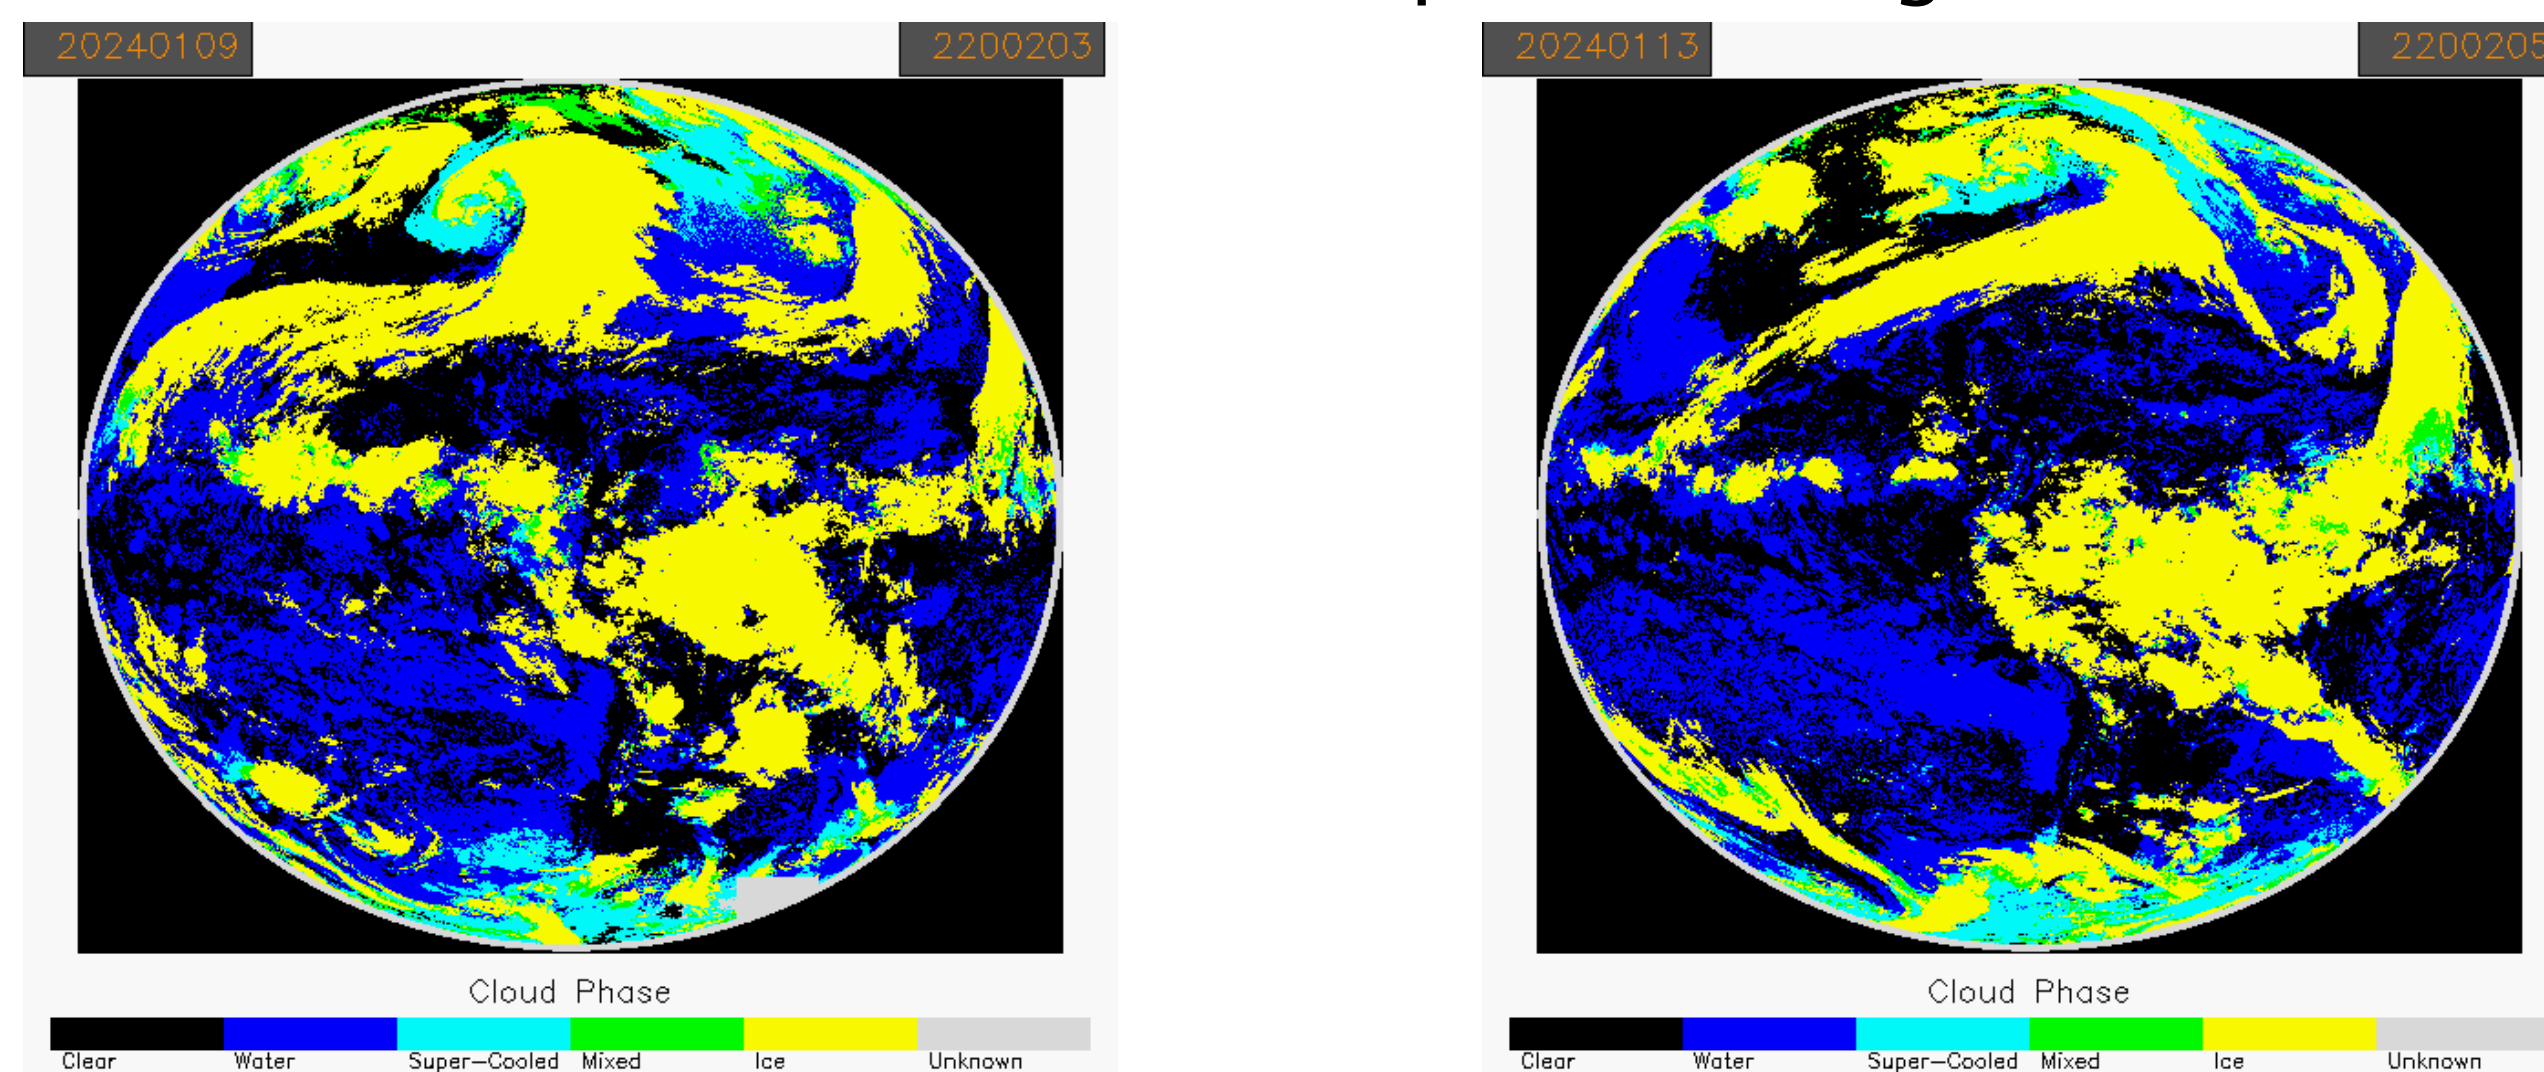 20240109 2200203
20240113 2200205
Cloud Phase
Clear Water Super-Cooled Mixed Ice Unknown
Cloud Phase
Clear Water Super-Cooled Mixed Ice Unknown